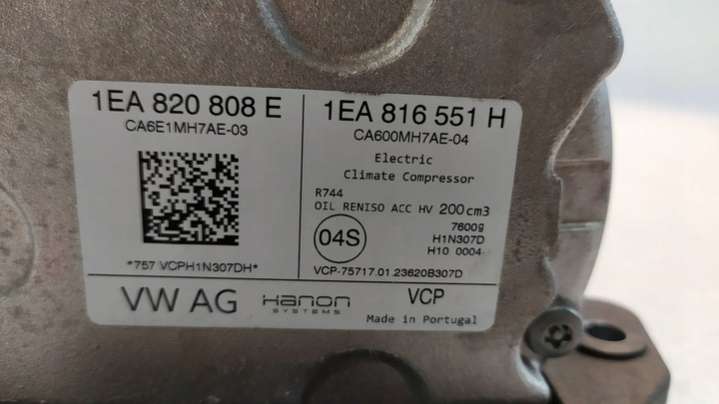 1EA 820 808 E
CA6E1MH7AE-03
*757 VCPH1N307DH*
1EA 816 551 H
CA600MH7AE-04
Electric
Climate Compressor
R744
OIL RENISO ACC HV 200cm3
04S
7600g
H1N307D
H10 0004
VCP-75717.01.23620B307D
VW AG
Hanon
SYSTEMS
VCP
Made in Portugal